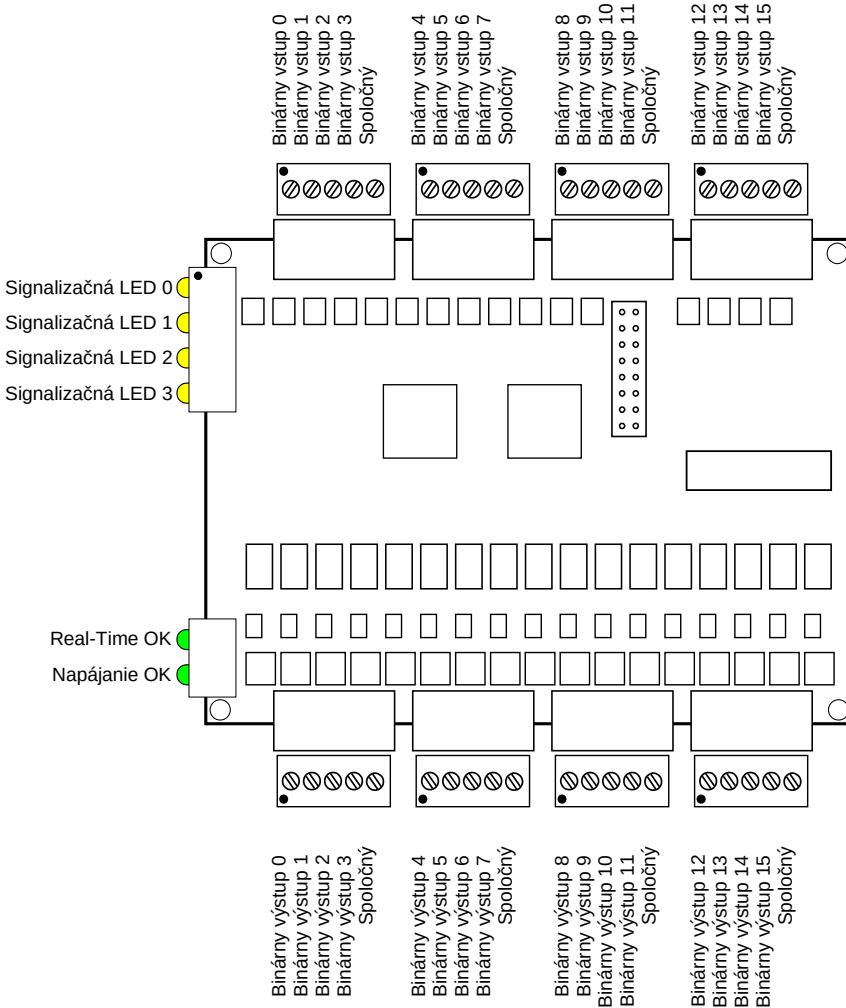 Binárny vstup 0
Binárny vstup 1
Binárny vstup 2
Binárny vstup 3
Spoločný
Binárny vstup 4
Binárny vstup 5
Binárny vstup 6
Binárny vstup 7
Spoločný
Binárny vstup 8
Binárny vstup 9
Binárny vstup 10
Binárny vstup 11
Spoločný
Binárny vstup 12
Binárny vstup 13
Binárny vstup 14
Binárny vstup 15
Spoločný
Signalizačná LED 0
Signalizačná LED 1
Signalizačná LED 2
Signalizačná LED 3
Real-Time OK
Napájanie OK
Binárny výstup 0
Binárny výstup 1
Binárny výstup 2
Binárny výstup 3
Spoločný
Binárny výstup 4
Binárny výstup 5
Binárny výstup 6
Binárny výstup 7
Spoločný
Binárny výstup 8
Binárny výstup 9
Binárny výstup 10
Binárny výstup 11
Spoločný
Binárny výstup 12
Binárny výstup 13
Binárny výstup 14
Binárny výstup 15
Spoločný